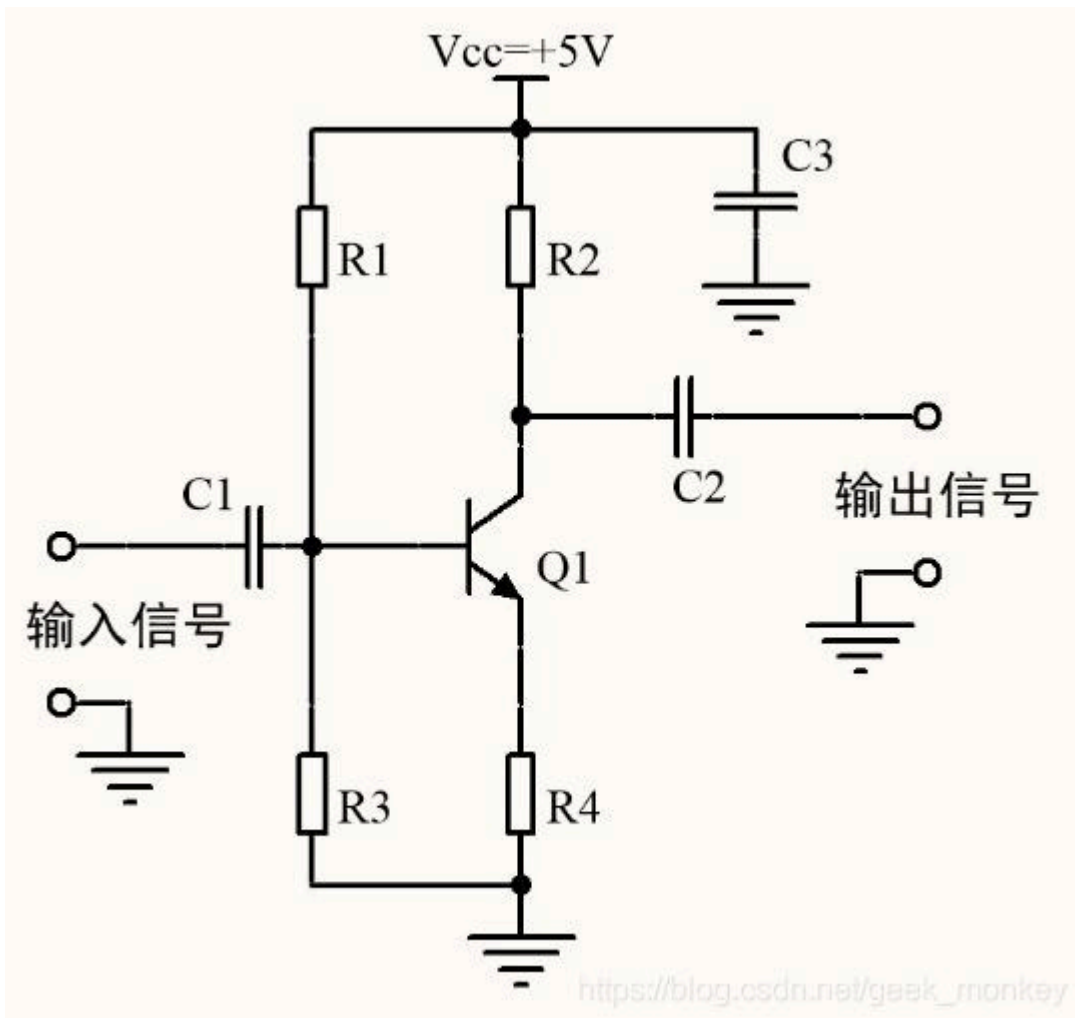 Vcc=+5V
C3
R1
R2
C1
C2
输出信号
Q1
输入信号
R3
R4
https://blog.csdn.net/geek_monkey